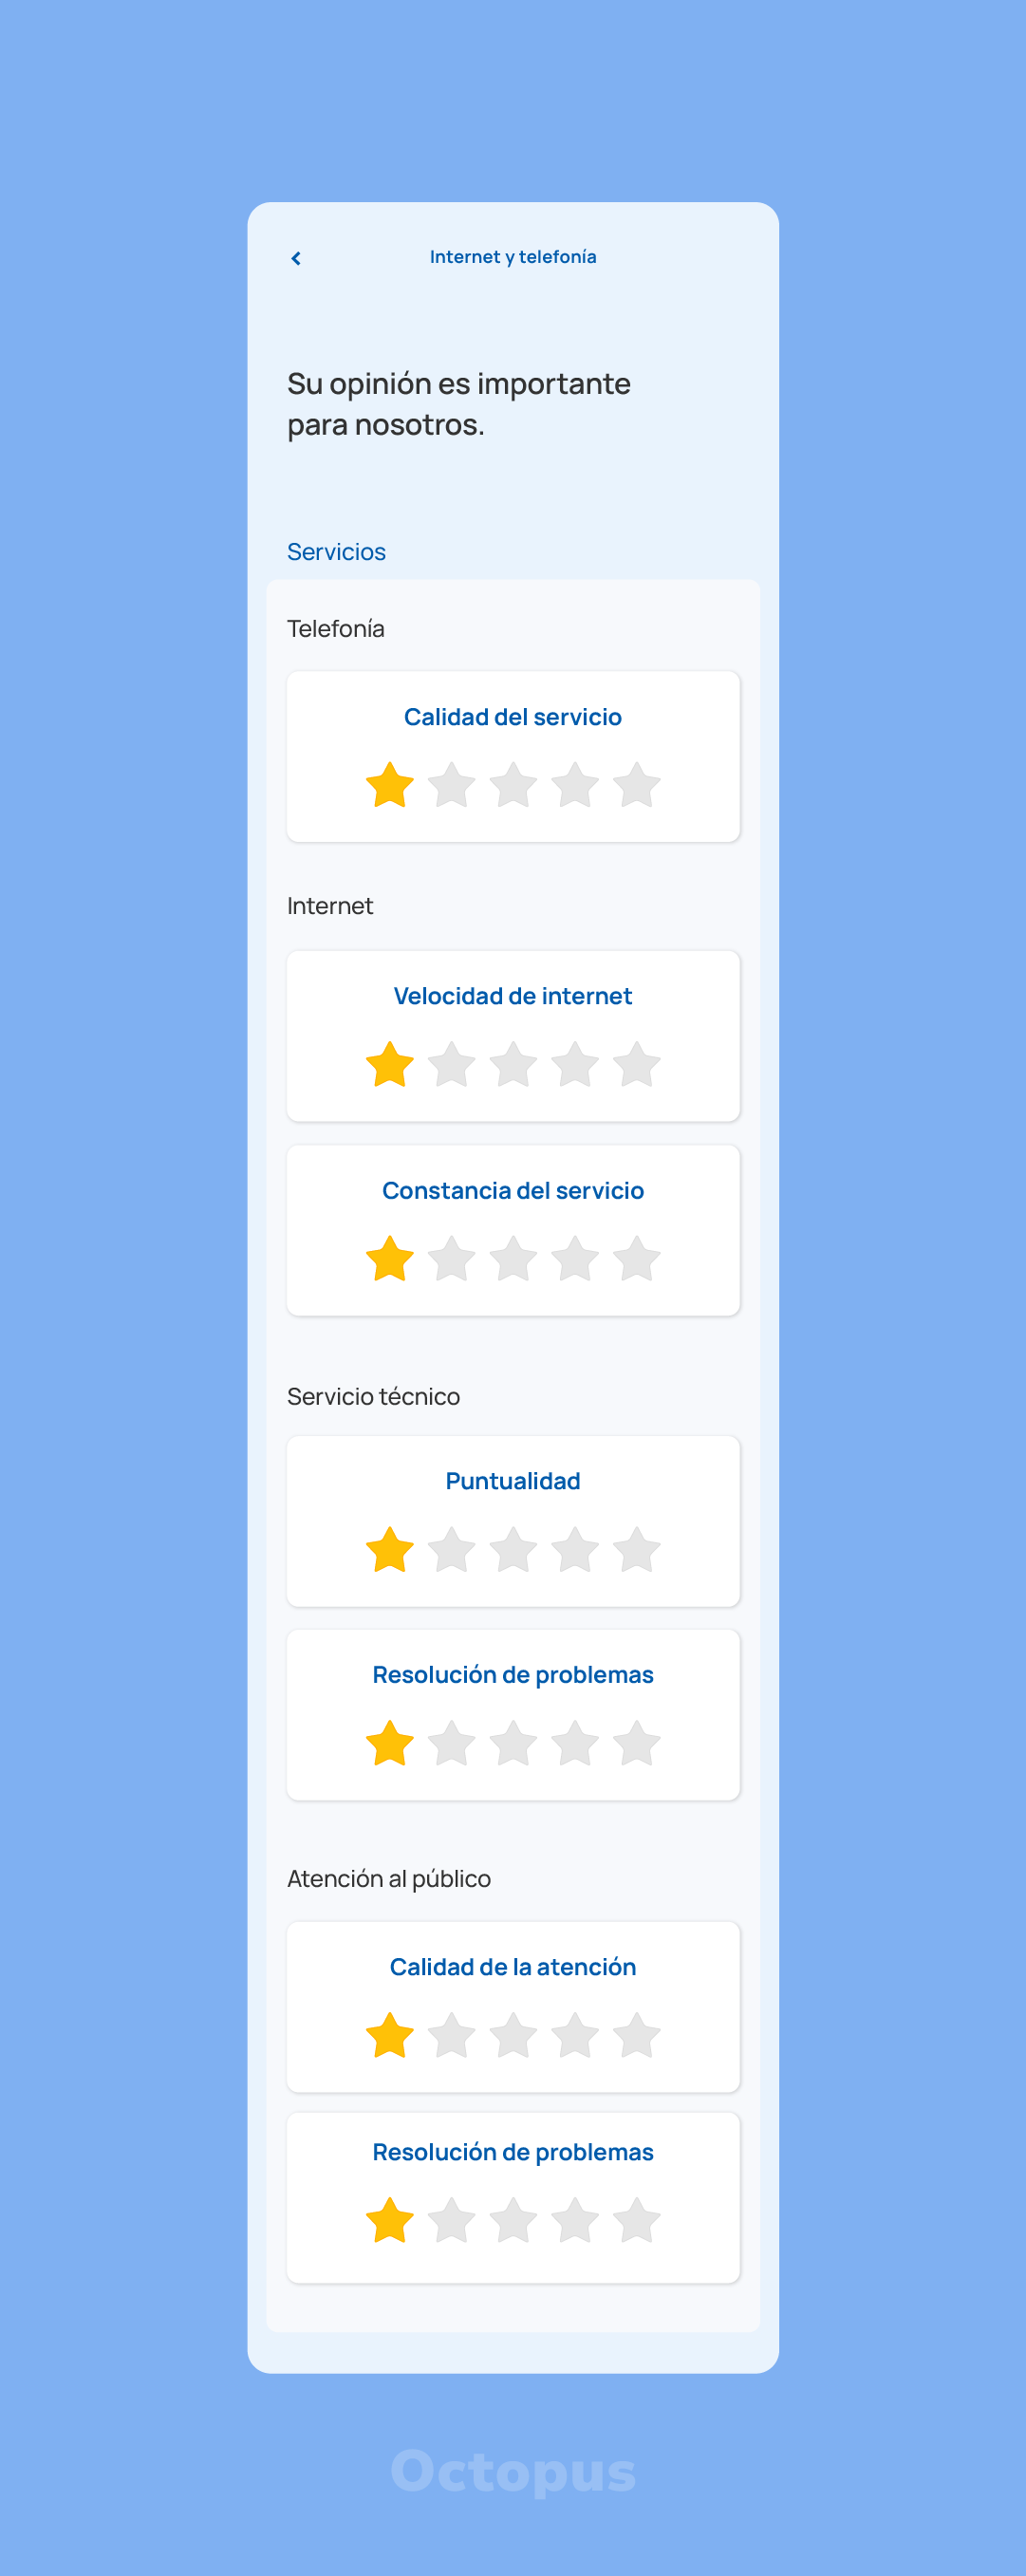 Internet y telefonía
Su opinión es importante
para nosotros.
Servicios
Telefonía
Calidad del servicio
Internet
Velocidad de internet
Constancia del servicio
Servicio técnico
Puntualidad
Resolución de problemas
Atención al público
Calidad de la atención
Resolución de problemas
Octopus